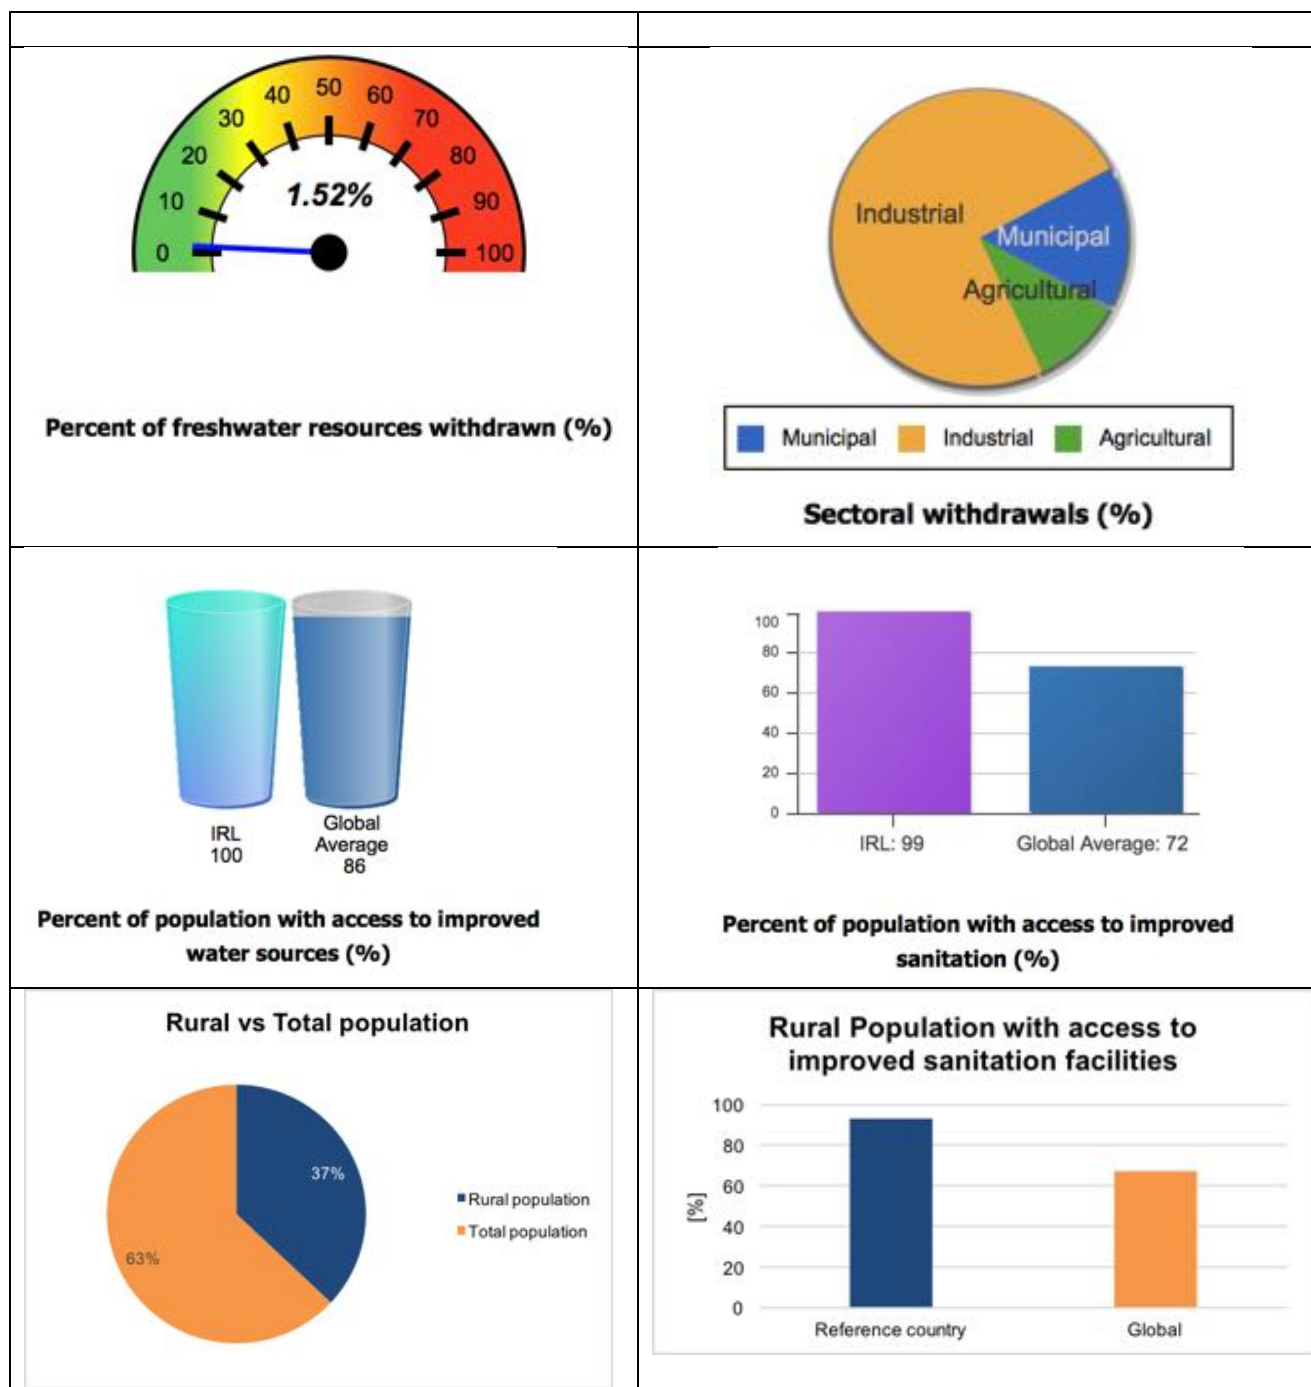 0
10
20
30
40
50
60
70
80
90
100
1.52%
Percent of freshwater resources withdrawn (%)
Industrial
Municipal
Agricultural
Municipal
Industrial
Agricultural
Sectoral withdrawals (%)
IRL
100
Global
Average
86
Percent of population with access to improved
water sources (%)
100
80
60
40
20
0
IRL: 99
Global Average: 72
Percent of population with access to improved
sanitation (%)
Rural vs Total population
37%
63%
Rural population
Total population
Rural Population with access to
improved sanitation facilities
[%]
100
80
60
40
20
0
Reference country
Global